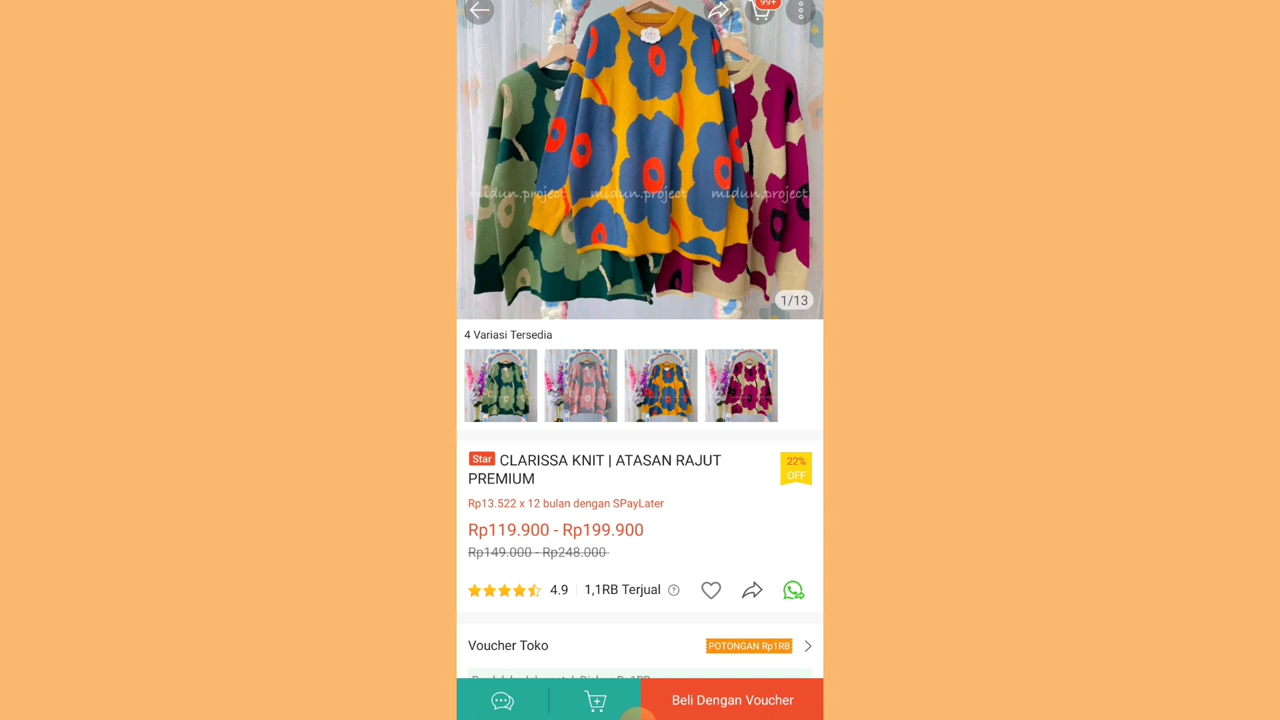 99+
midun.project midun.project midun.project
1/13
4 Variasi Tersedia
Star CLARISSA KNIT | ATASAN RAJUT
PREMIUM
22%
OFF
Rp13.522 x 12 bulan dengan SPayLater
Rp119.900 - Rp199.900
Rp149.000 - Rp248.000
4.9 1,1RB Terjual ?
Voucher Toko
POTONGAN Rp1RB
Beli Dengan Voucher